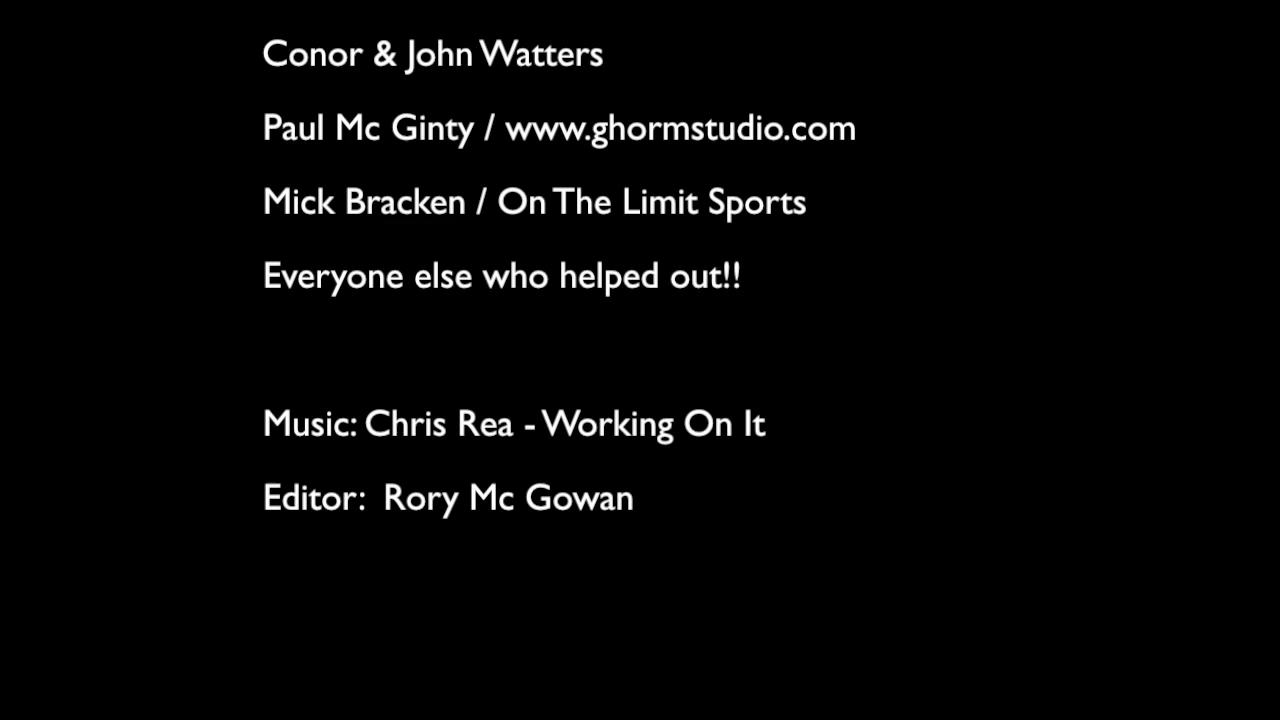 Conor & John Watters
Paul Mc Ginty / www.ghormstudio.com
Mick Bracken / On The Limit Sports
Everyone else who helped out!!
Music: Chris Rea - Working On It
Editor:  Rory Mc Gowan